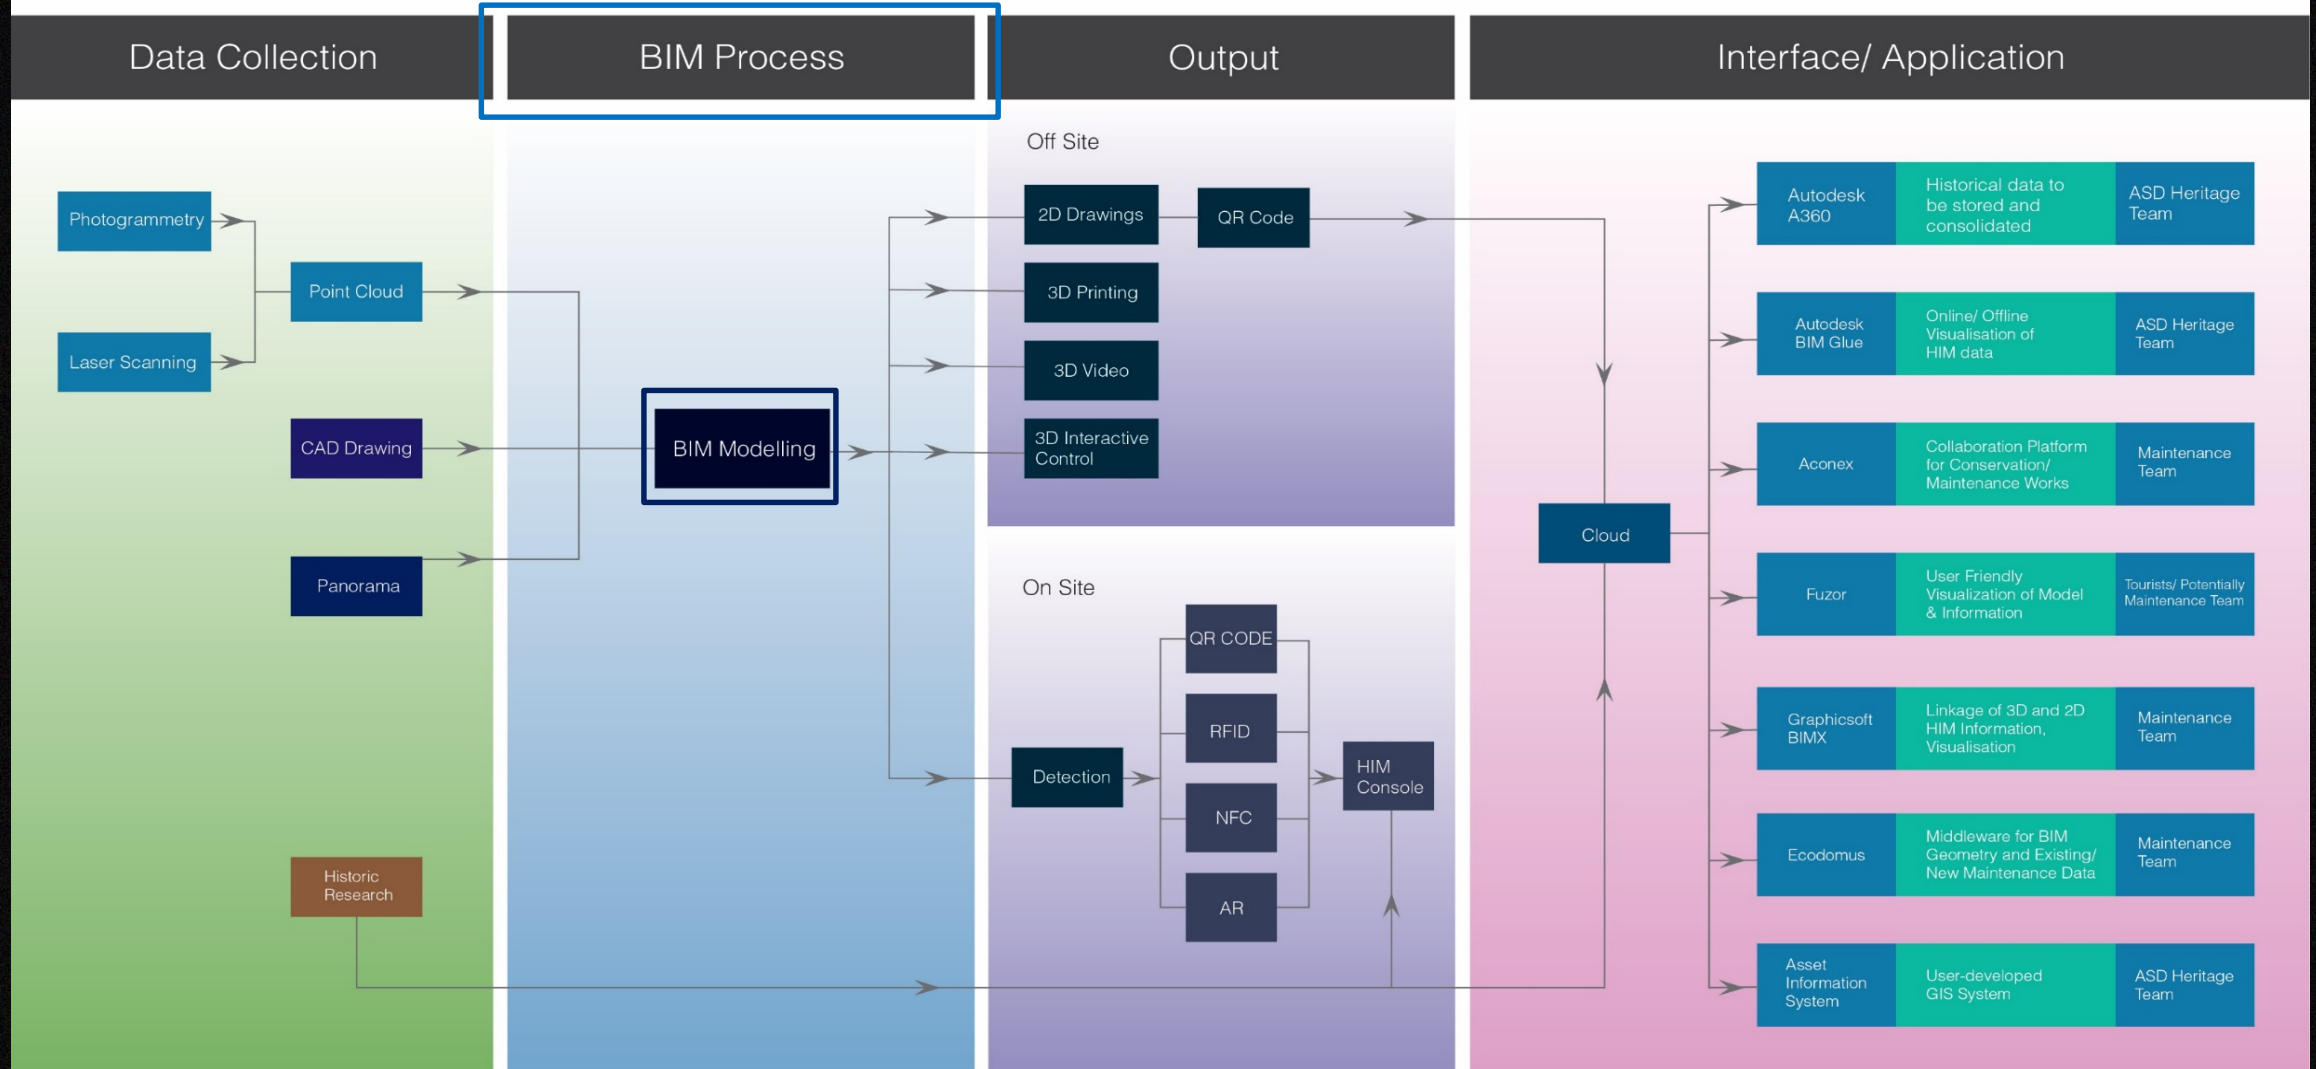 Data Collection
BIM Process
Output
Interface/ Application
Photogrammetry
Laser Scanning
Point Cloud
CAD Drawing
Panorama
Historic
Research
BIM Modelling
Off Site
2D Drawings
QR Code
3D Printing
3D Video
3D Interactive
Control
On Site
Detection
QR CODE
RFID
NFC
AR
HIM
Console
Cloud
Autodesk
A360
Historical data to
be stored and
consolidated
ASD Heritage
Team
Autodesk
BIM Glue
Online/ Offline
Visualisation of
HIM data
ASD Heritage
Team
Aconex
Collaboration Platform
for Conservation/
Maintenance Works
Maintenance
Team
Fuzor
User Friendly
Visualization of Model
& Information
Tourists/ Potentially
Maintenance Team
Graphicsoft
BIMX
Linkage of 3D and 2D
HIM Information,
Visualisation
Maintenance
Team
Ecodomus
Middleware for BIM
Geometry and Existing/
New Maintenance Data
Maintenance
Team
Asset
Information
System
User-developed
GIS System
ASD Heritage
Team